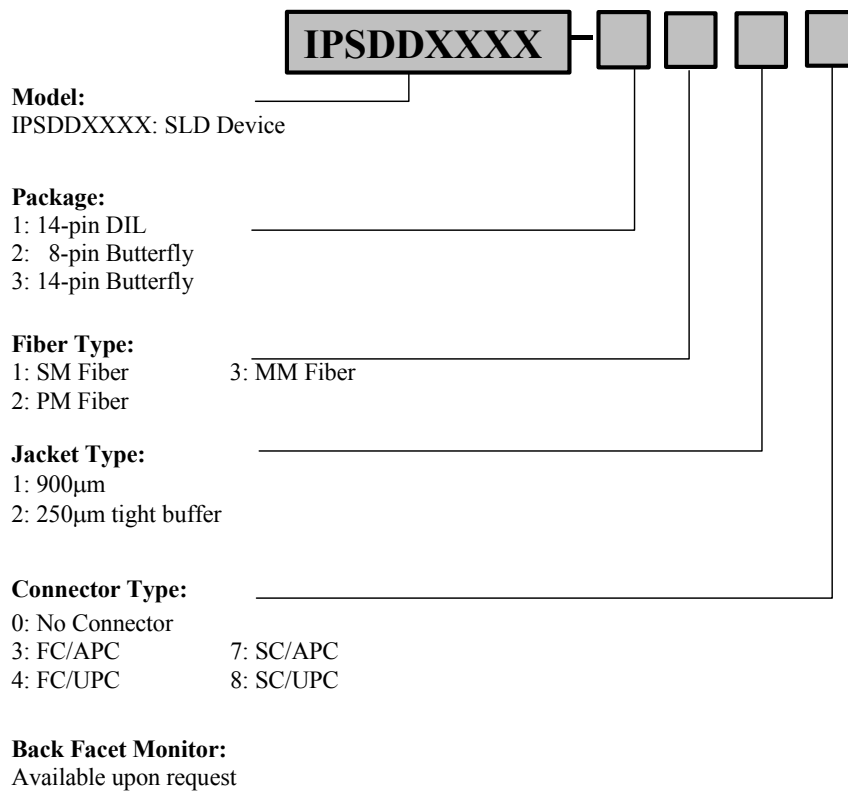 IPSDDXXXX
Model:
IPSDDXXXX: SLD Device
Package:
1: 14-pin DIL
2: 8-pin Butterfly
3: 14-pin Butterfly
Fiber Type:
1: SM Fiber 3: MM Fiber
2: PM Fiber
Jacket Type:
1: 900μm
2: 250μm tight buffer
Connector Type:
0: No Connector
3: FC/APC 7: SC/APC
4: FC/UPC 8: SC/UPC
Back Facet Monitor:
Available upon request